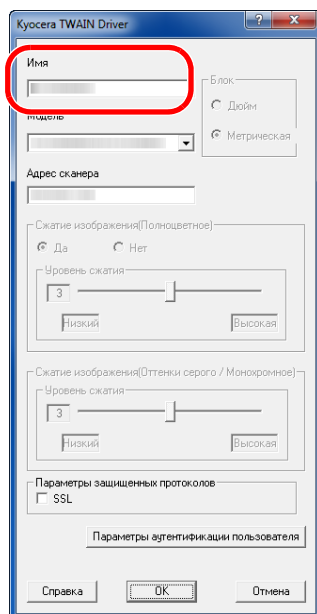 Kyocera TWAIN Driver
Имя
Блок
Дюйм
Модель
Метрическая
Адрес сканера
Сжатие изображения(Полноцветное)
Да Нет
Уровень сжатия
3
Низкий Высокая
Сжатие изображения(Оттенки серого / Монохромное)
Уровень сжатия
3
Низкий Высокая
Параметры защищенных протоколов
SSL
Параметры аутентификации пользователя
Справка OK Отмена